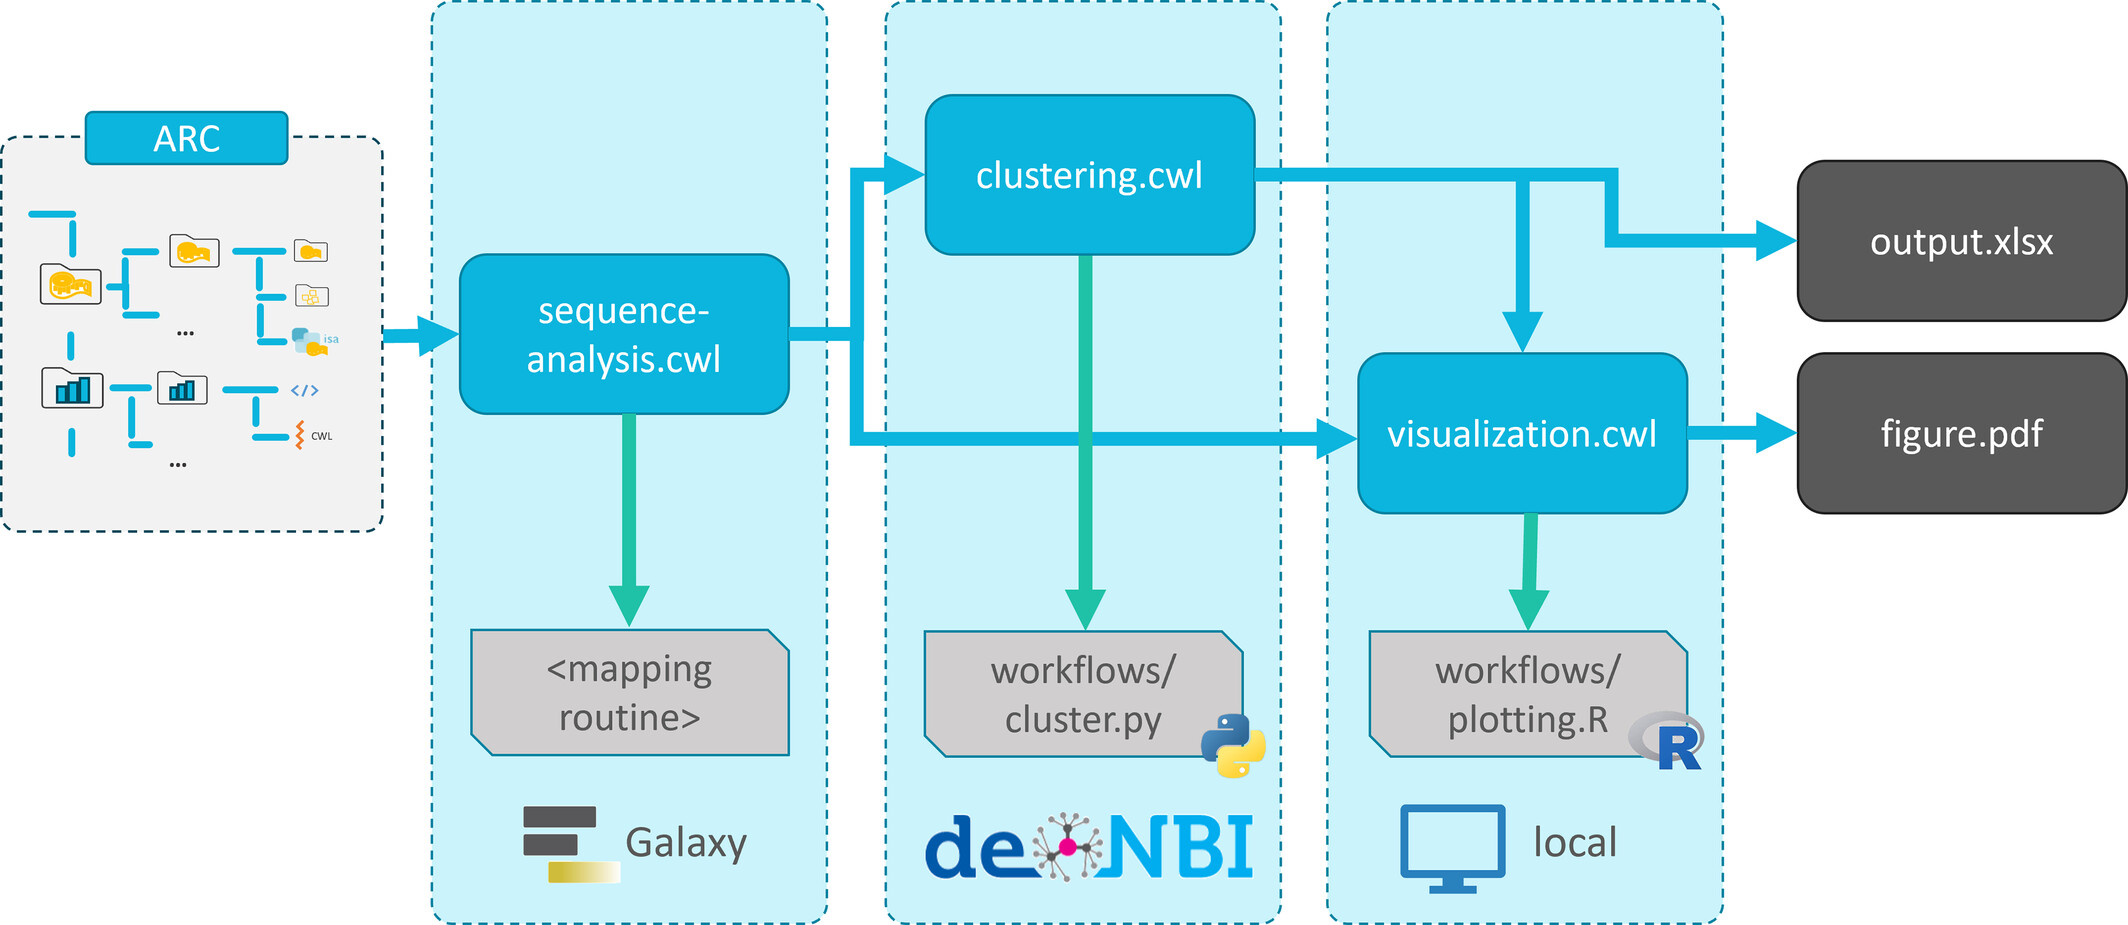 ARC
...
isa
</>
CWL
...
sequence-
analysis.cwl
<mapping
routine>
Galaxy
clustering.cwl
workflows/
cluster.py
de NBI
visualization.cwl
workflows/
plotting.R
R
local
output.xlsx
figure.pdf